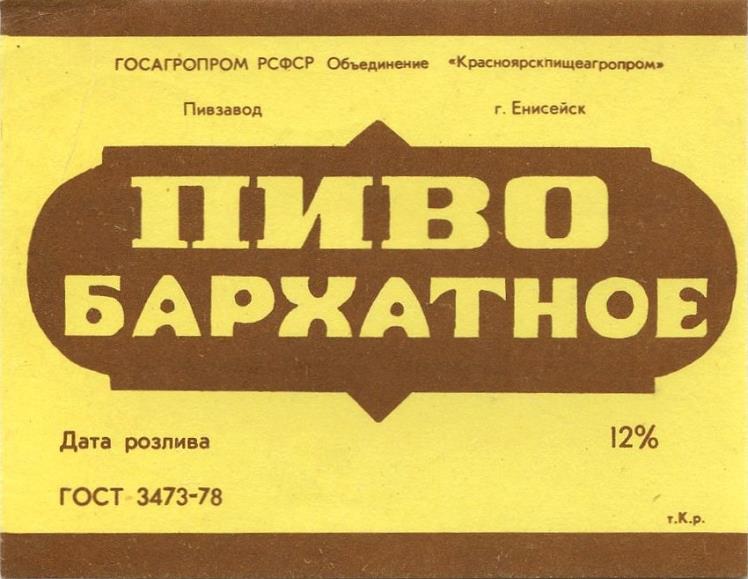 ГОСАГРОПРОМ РСФСР Объединение «Красноярскпищеагропром»
Пивзавод г. Енисейск
ПИВО
БАРХАТНОЕ
Дата розлива 12%
ГОСТ 3473-78
т.К.р.